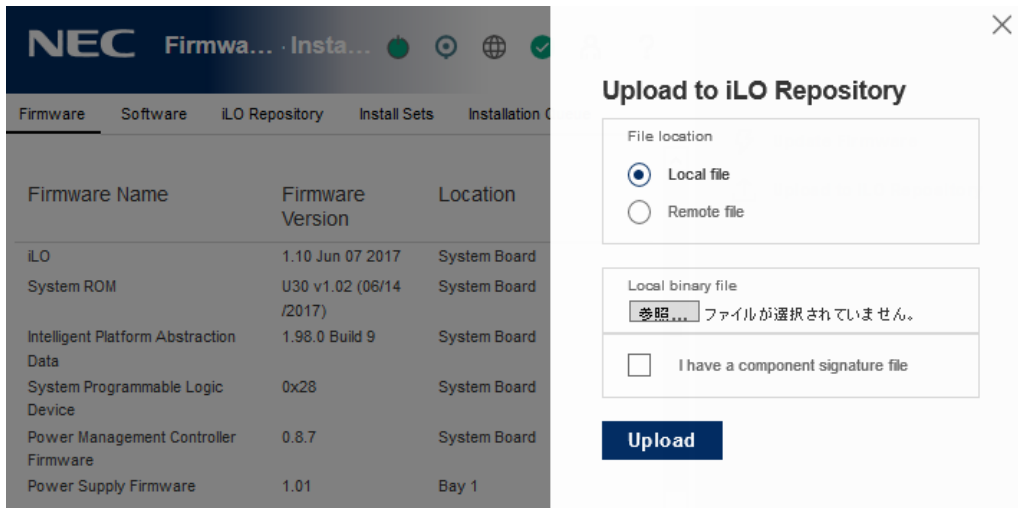 NEC Firmwa... · Insta...
Firmware Software iLO Repository Install Sets Installation
Firmware Name Firmware Location
Version
iLO 1.10 Jun 07 2017 System Board
System ROM U30 v1.02 (06/14 System Board
/2017)
Intelligent Platform Abstraction 1.98.0 Build 9 System Board
Data
System Programmable Logic 0x28 System Board
Device
Power Management Controller 0.8.7 System Board
Firmware
Power Supply Firmware 1.01 Bay 1
Upload to iLO Repository
File location
Local file
Remote file
Local binary file
参照... ファイルが選択されていません。
I have a component signature file
Upload